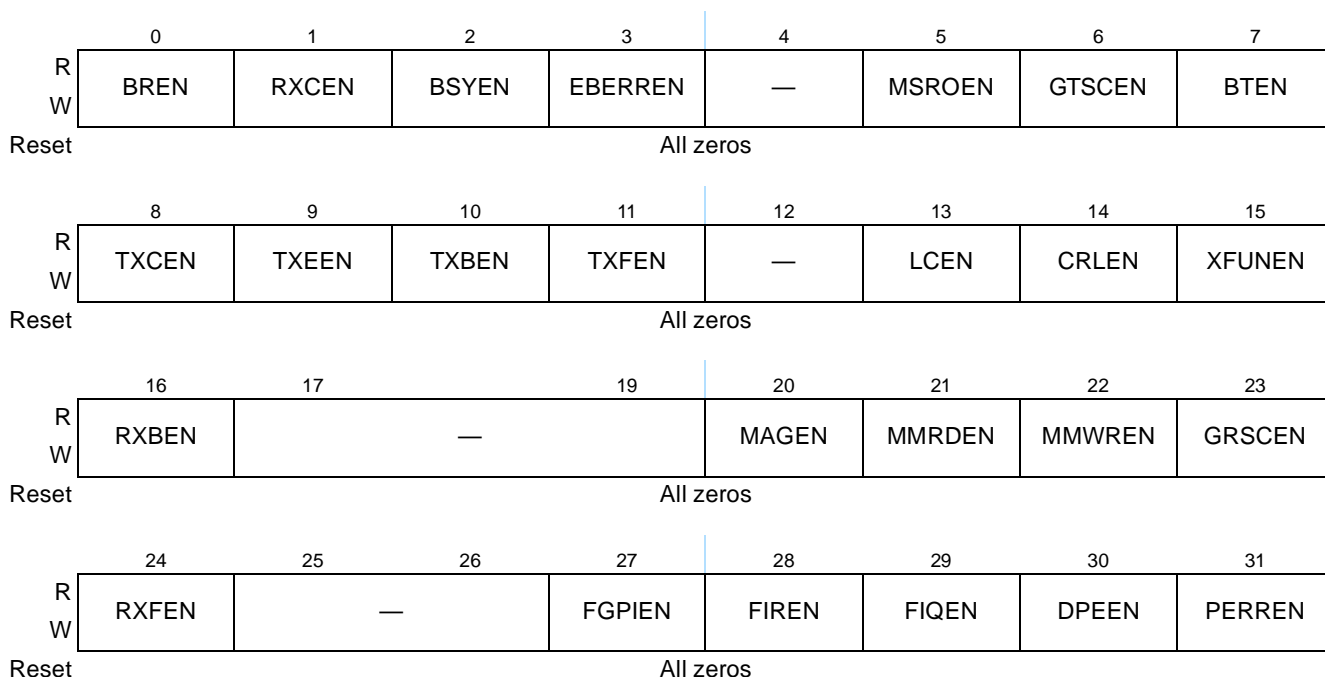 0 1 2 3 4 5 6 7
R
W
BREN RXCEN BSYEN EBERREN — MSROEN GTSCEN BTEN
Reset All zeros
8 9 10 11 12 13 14 15
R
W
TXCEN TXEEN TXBEN TXFEN — LCEN CRLEN XFUNEN
Reset All zeros
16 17 19 20 21 22 23
R
W
RXBEN — MAGEN MMRDEN MMWREN GRSCEN
Reset All zeros
24 25 26 27 28 29 30 31
R
W
RXFEN — FGPIEN FIREN FIQEN DPEEN PERREN
Reset All zeros